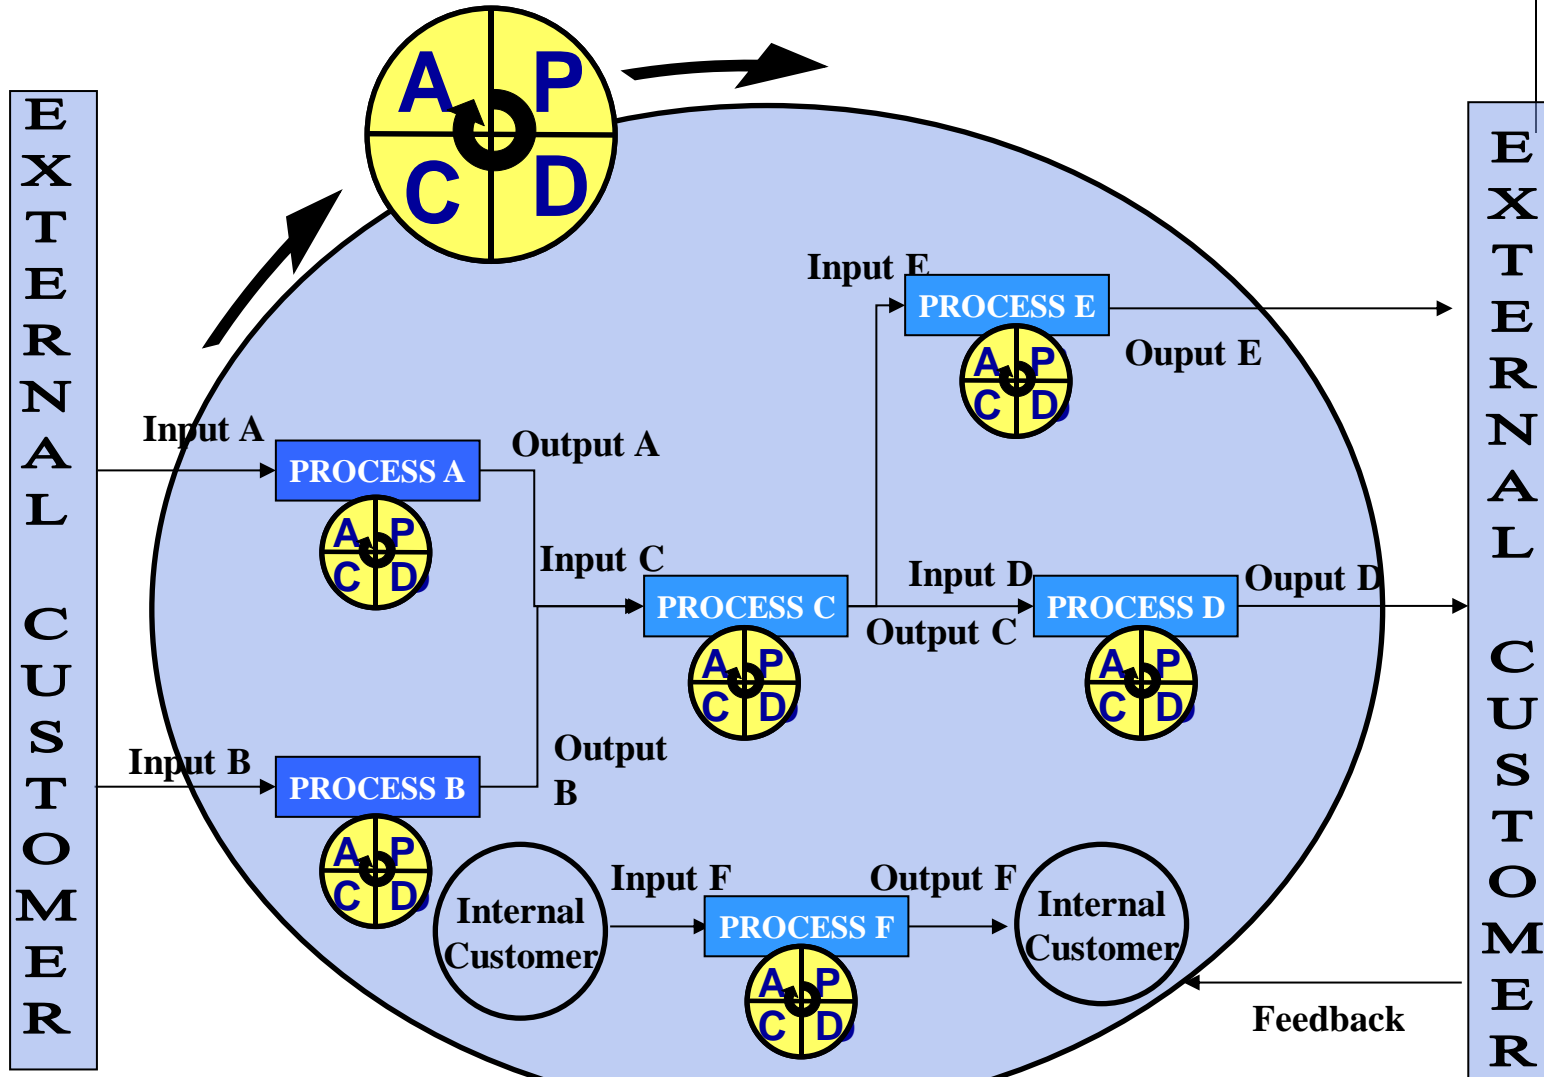 EXTERNAL CUSTOMER
A P
C D
Input E
PROCESS E
Ouput E
A P
C D
Input A
PROCESS A
Output A
A P
C D
Input C
PROCESS C
Output C
A P
C D
Input D
PROCESS D
Ouput D
A P
C D
Input B
PROCESS B
Output
B
A P
C D
Internal
Customer
Input F
PROCESS F
Output F
A P
C D
Internal
Customer
Feedback
EXTERNAL CUSTOMER